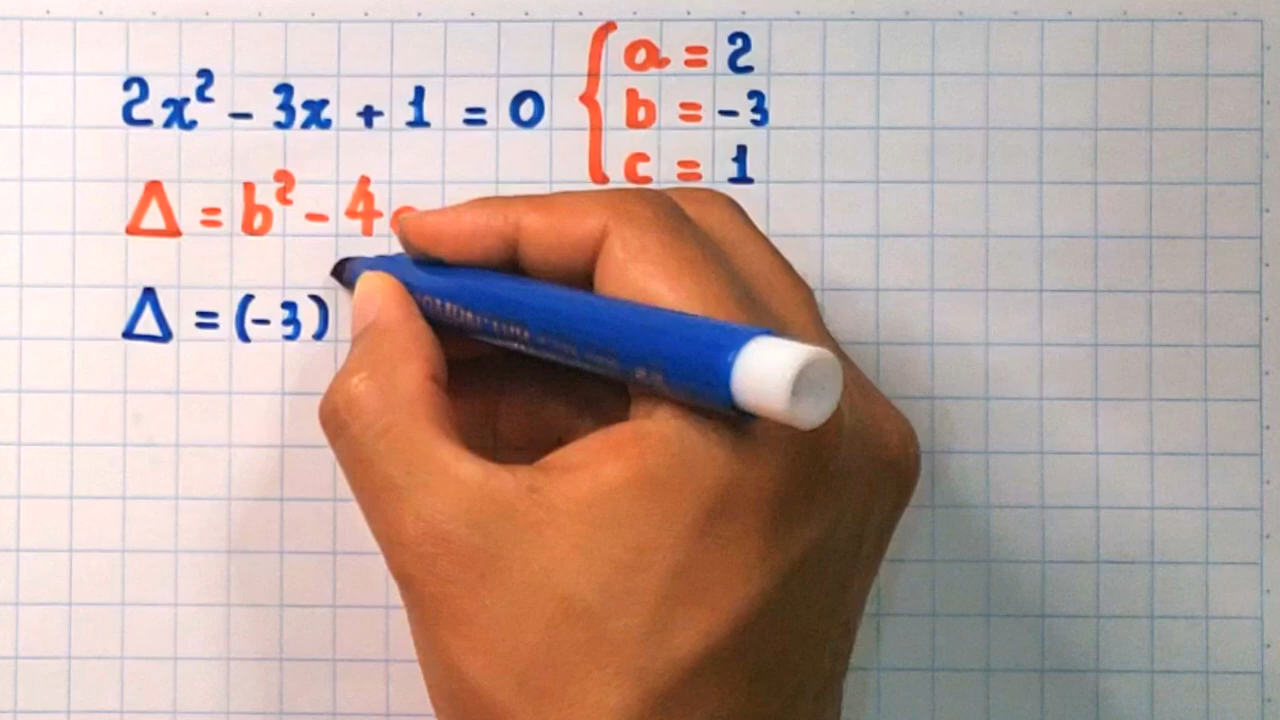 2x² - 3x + 1 = 0
a = 2
b = -3
c = 1
Δ = b² - 4
Δ = (-3)